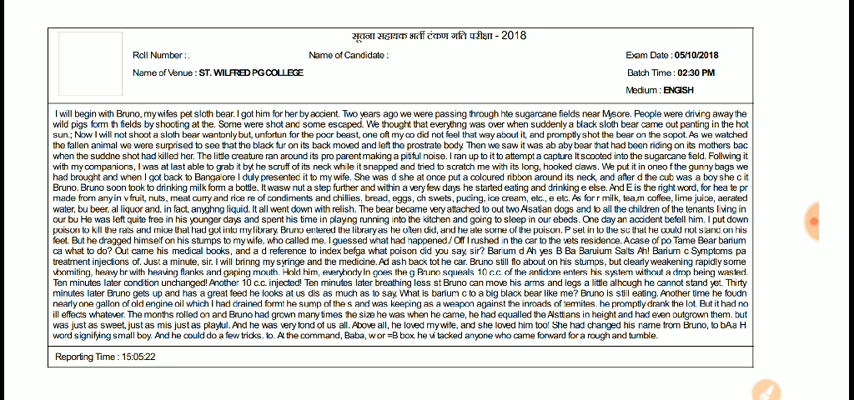 सूचना सहायक भर्ती टंकण गति परीक्षा - 2018
Roll Number : .
Name of Candidate :
Exam Date : 05/10/2018
Name of Venue : ST. WILFRED PG COLLEGE
Batch Time : 02:30 PM
Medium : ENGISH
I will begin with Bruno, my wifes pet sloth bear. I got him for her by accient. Two years ago we were passing through hte sugarcane fields near Mysore. People were driving away the
wild pigs form th fields by shooting at the. Some were shot and some escaped. We thought that everythng was over when suddenly a black sloth bear came out panting in the hot
sun.; Now I will not shoot a sloth bear wantonly but, unfortun for the poor beast, one oft my co did not feel that way about it, and promptly shot the bear on the sopot. As we watched
the fallen animal we were surprised to see that the black fur on its back moved and left the prostrate body. Then we saw it was ab aby bear that had been riding on its mothers bac
when the suddne shot had killed her. The little creature ran around its pro parent making a pitiful noise. I ran up to it to attempt a capture It scooted into the sugarcane field. Follwing it
with my companions, I was at last able to grab it by he scruff of its neck while it snapped and tried to scratch me with its long, hooked claws. We put it in oneo f the gunny bags we
had brought and when I got back to Bangalore I duly presented it to my wife. She was d she at once put a coloured ribbon around its neck, and after d the cub was a boy she c it
Bruno. Bruno soon took to drinking milk form a bottle. It wasw nut a step further and within a very few days he started eating and drinking e else. And E is the right word, for hea te pr
made from any in v fruit, nuts, meat curry and rice re of condiments and chillies, bread, eggs, ch swets, puding, ice cream, etc., e etc. As for r milk, tea,m coffee, lime juice, aerated
water, bu beer, al liquor and, in fact, anyghng liquid. It all went down with relish. The bear became very attached to out two Alsatian dogs and to all the children of the tenants living in
our bu He was left quite free in his younger days and spent his time in playing running into the kitchen and going to sleep in our ebeds. One day an accident befell him. I put down
poison to kill the rats and mice that had got into my library. Bruno entered the library as he often did, and he ate some of the poison. P set in to the sc that he could not stand on his
feet. But he dragged himself on his stumps to my wife, who called me. I guessed what had happened./ Off I rushed in the car to the vets residence. A case of po Tame Bear barium
ca what to do? Out came his medical books, and a d reference to index befga what poison did you say, sir? Barium d Ah yes B Ba Baruium Salts Ah! Barium c Symptoms pa
treatment injections of. Just a minute, sir. I will bring my syringe and the medicine. Ad ash back tot he car. Bruno still flo about on his stumps, but clearly weakening rapidly some
vbomiting, heavy br with heaving flanks and gaping mouth. Hold him, everybody In goes the g Bruno squeals 10 c.c. of the antidore enters his system without a drop being wasted.
Ten minutes later condition unchanged! Another 10 c.c. injected! Ten minutes later breathing less st Bruno can move his arms and legs a little alhough he cannot stand yet. Thirty
minutes later Bruno gets up and has a great feed he looks at us dis as much as to say, What is barium c to a big black bear like me? Bruno is still eating. Another time he foudn
nearly one gallon of old engine oil which I had drained formt he sump of the s and was keeping as a weapon against the inroads of termites. he promptly drank the lot. But it had no
ill effects whatever. The months rolled on and Bruno had grown many times the size he was when he came, he had equalled the Alsttians in height and had even outgrown them. but
was just as sweet, just as mis just as playful. And he was very fond of us all. Above all, he loved my wife, and she loved him too! She had changed his name from Bruno, to bAa H
word signifying small boy. And he could do a few tricks. to. At the command, Baba, w or =B box. he vi tacked anyone who came forward for a rough and tumble.
Reporting Time : 15:05:22